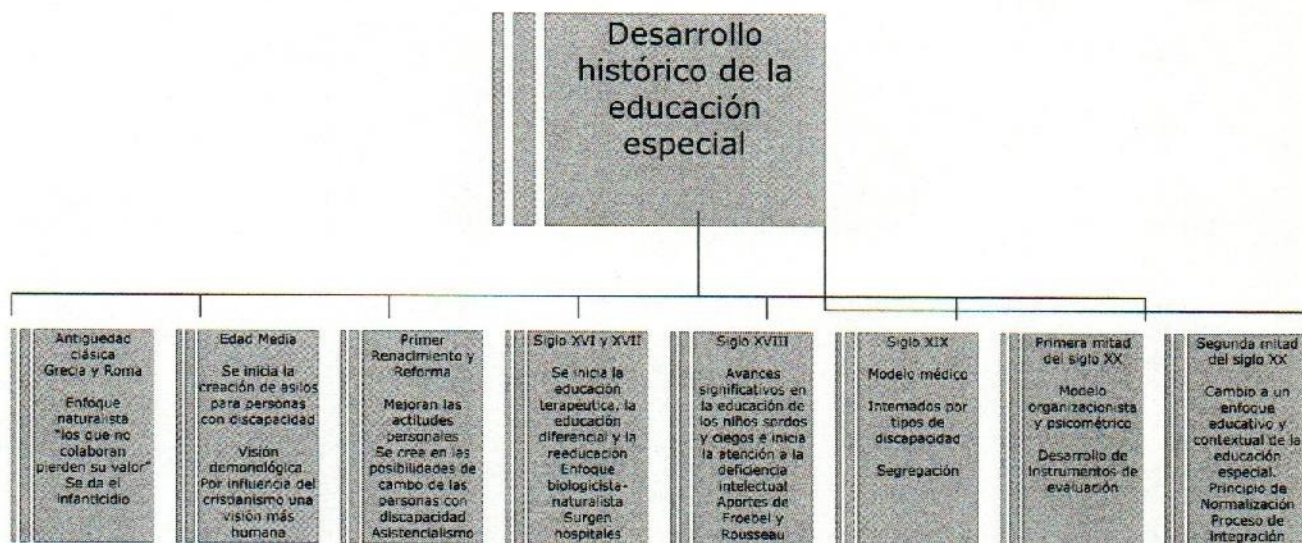 Desarrollo
histórico de la
educación
especial
Antigüedad
clásica
Grecia y Roma
Enfoque
naturalista
"los que no
colaboran
pierden su valor"
Se da el
infanticidio
Edad Media
Se inicia la
creación de asilos
para personas
con discapacidad
Visión
demonológica
Por influencia del
cristianismo una
visión más
humana
Primer
Renacimiento y
Reforma
Mejoran las
actitudes
personales
Se cree en las
posibilidades de
cambo de las
personas con
discapacidad
Asistencialismo
Siglo XVI y XVII
Se inicia la
educación
terapeutica, la
educación
diferencial y la
reeducación
Enfoque
biologicista-
naturalista
Surgen
hospitales
Siglo XVIII
Avances
significativos en
la educación de
los niños sordos
y ciegos e inicia
la atención a la
deficiencia
intelectual
Aportes de
Froebel y
Rousseau
Siglo XIX
Modelo médico
Internados por
tipos de
discapacidad
Segregación
Primera mitad
del siglo XX
Modelo
organizacionista
y psicométrico
Desarrollo de
Instrumentos de
evaluación
Segunda mitad
del siglo XX
Cambio a un
enfoque
educativo y
contextual de la
educación
especial.
Principio de
Normalización
Proceso de
Integración